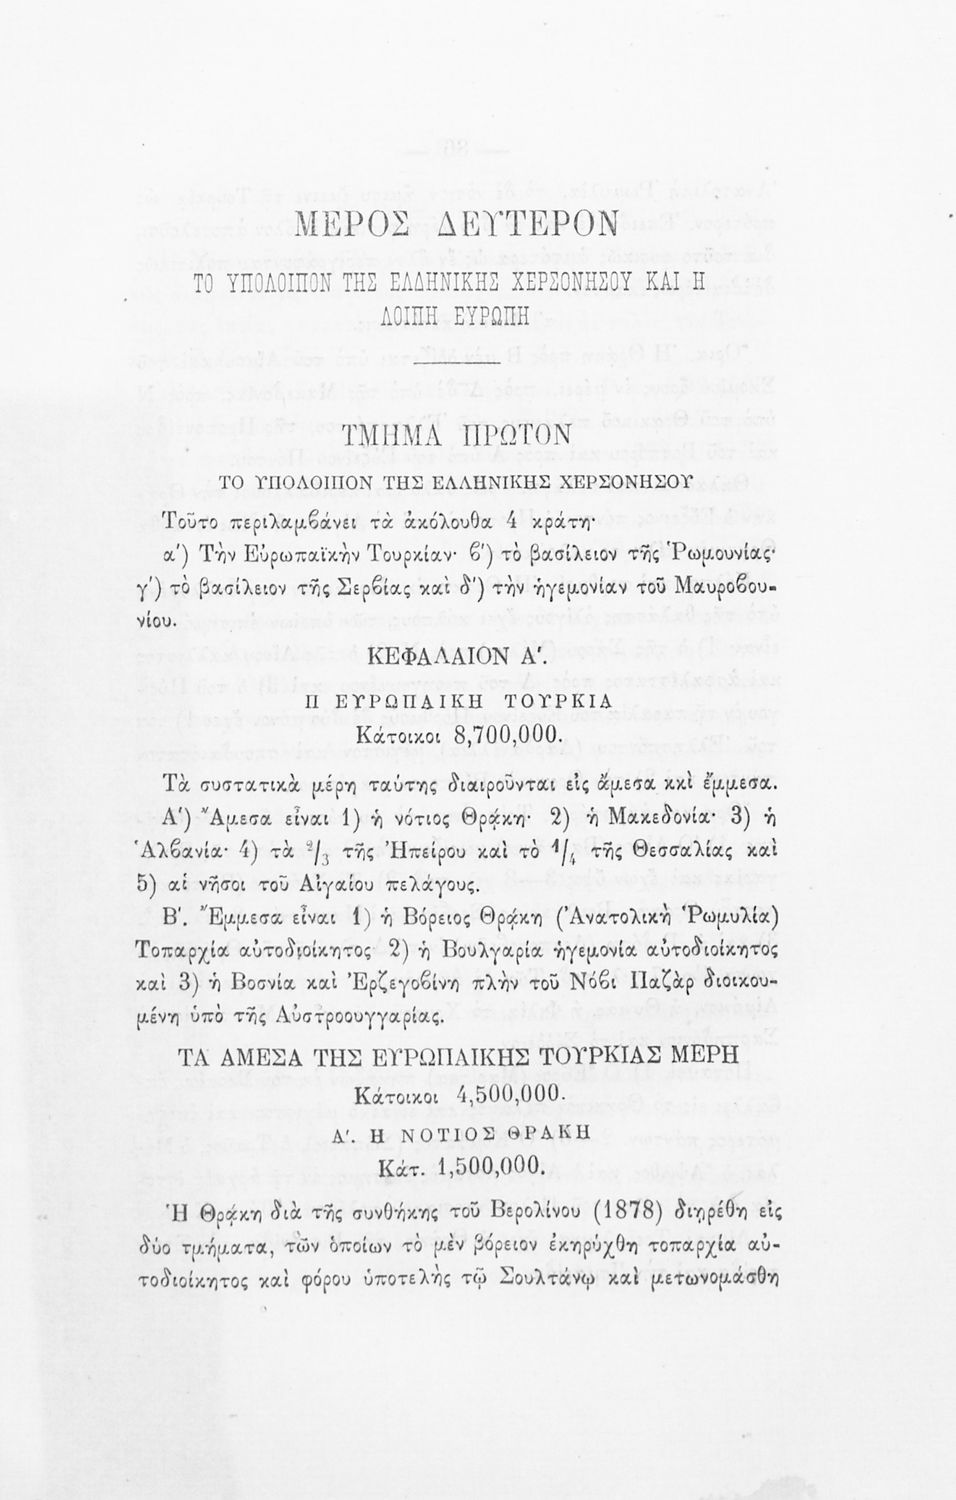 ΜΕΡΟΣ ΔΕΥΤΕΡΟΝ
ΤΟ ΥΠΟΛΟΙΠΟΝ ΤΗΣ ΕΛΛΗΝΙΚΗΣ ΧΕΡΣΟΝΗΣΟΥ ΚΑΙ Η
ΛΟΙΠΗ ΕΥΡΩΠΗ
ΤΜΗΜΑ ΠΡΩΤΟΝ
ΤΟ ΥΠΟΛΟΙΠΟΝ ΤΗΣ ΕΛΛΗΝΙΚΗΣ ΧΕΡΣΟΝΗΣΟΥ
Τοῦτο περιλαμβάνει τὰ ἀκόλουθα 4 κράτη·
α') Τὴν Εὐρωπαϊκὴν Τουρκίαν· β') τὸ βασίλειον τῆς Ῥωμουνίας·
γ') τὸ βασίλειον τῆς Σερβίας καὶ δ') τὴν ἡγεμονίαν τοῦ Μαυροβου-
νίου.
ΚΕΦΑΛΑΙΟΝ Α'.
Η ΕΥΡΩΠΑΙΚΗ ΤΟΥΡΚΙΑ
Κάτοικοι 8,700,000.
Τὰ συστατικὰ μέρη ταύτης διαιροῦνται εἰς ἄμεσα κκὶ ἔμμεσα.
Α') Ἄμεσα εἶναι 1) ἡ νότιος Θρᾴκη· 2) ἡ Μακεδονία· 3) ἡ
Ἀλβανία· 4) τὰ 2/3 τῆς Ἠπείρου καὶ τὸ 1/4 τῆς Θεσσαλίας καὶ
5) αἱ νῆσοι τοῦ Αἰγαίου πελάγους.
Β'. Ἔμμεσα εἶναι 1) ἡ Βόρειος Θρᾴκη (Ἀνατολικὴ Ῥωμυλία)
Τοπαρχία αὐτοδιοίκητος 2) ἡ Βουλγαρία ἡγεμονία αὐτοδιοίκητος
καὶ 3) ἡ Βοσνία καὶ Ἐρζεγοβίνη πλὴν τοῦ Νόβι Παζὰρ διοικου-
μένη ὑπὸ τῆς Αὐστροουγγαρίας.
ΤΑ ΑΜΕΣΑ ΤΗΣ ΕΥΡΩΠΑΙΚΗΣ ΤΟΥΡΚΙΑΣ ΜΕΡΗ
Κάτοικοι 4,500,000.
Α'. Η ΝΟΤΙΟΣ ΘΡΑΚΗ
Κάτ. 1,500,000.
Ἡ Θρᾴκη διὰ τῆς συνθήκης τοῦ Βερολίνου (1878) διῃρέθη εἰς
δύο τμήματα, τῶν ὁποίων τὸ μὲν βόρειον ἐκηρύχθη τοπαρχία αὐ-
τοδιοίκητος καὶ φόρου ὑποτελὴς τῷ Σουλτάνῳ καὶ μετωνομάσθη